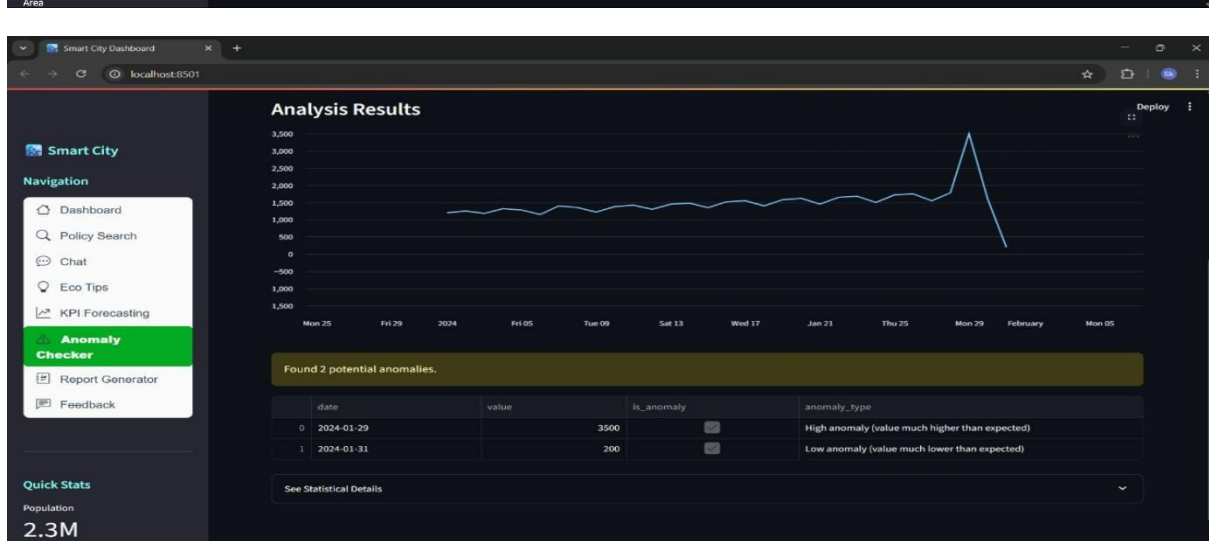 Area
Smart City Dashboard
localhost:8501
Sk
Deploy
Smart City
Navigation
Dashboard
Policy Search
Chat
Eco Tips
KPI Forecasting
Anomaly
Checker
Report Generator
Feedback
Quick Stats
Population
2.3M
Analysis Results
3,500
3,000
2,500
2,000
1,500
1,000
500
0
−500
1,000
1,500
Mon 25 Fri 29 2024 Fri 05 Tue 09 Sat 13 Wed 17 Jan 21 Thu 25 Mon 29 February Mon 05
Found 2 potential anomalies.
date value is_anomaly anomaly_type
0 2024-01-29 3500 High anomaly (value much higher than expected)
1 2024-01-31 200 Low anomaly (value much lower than expected)
See Statistical Details